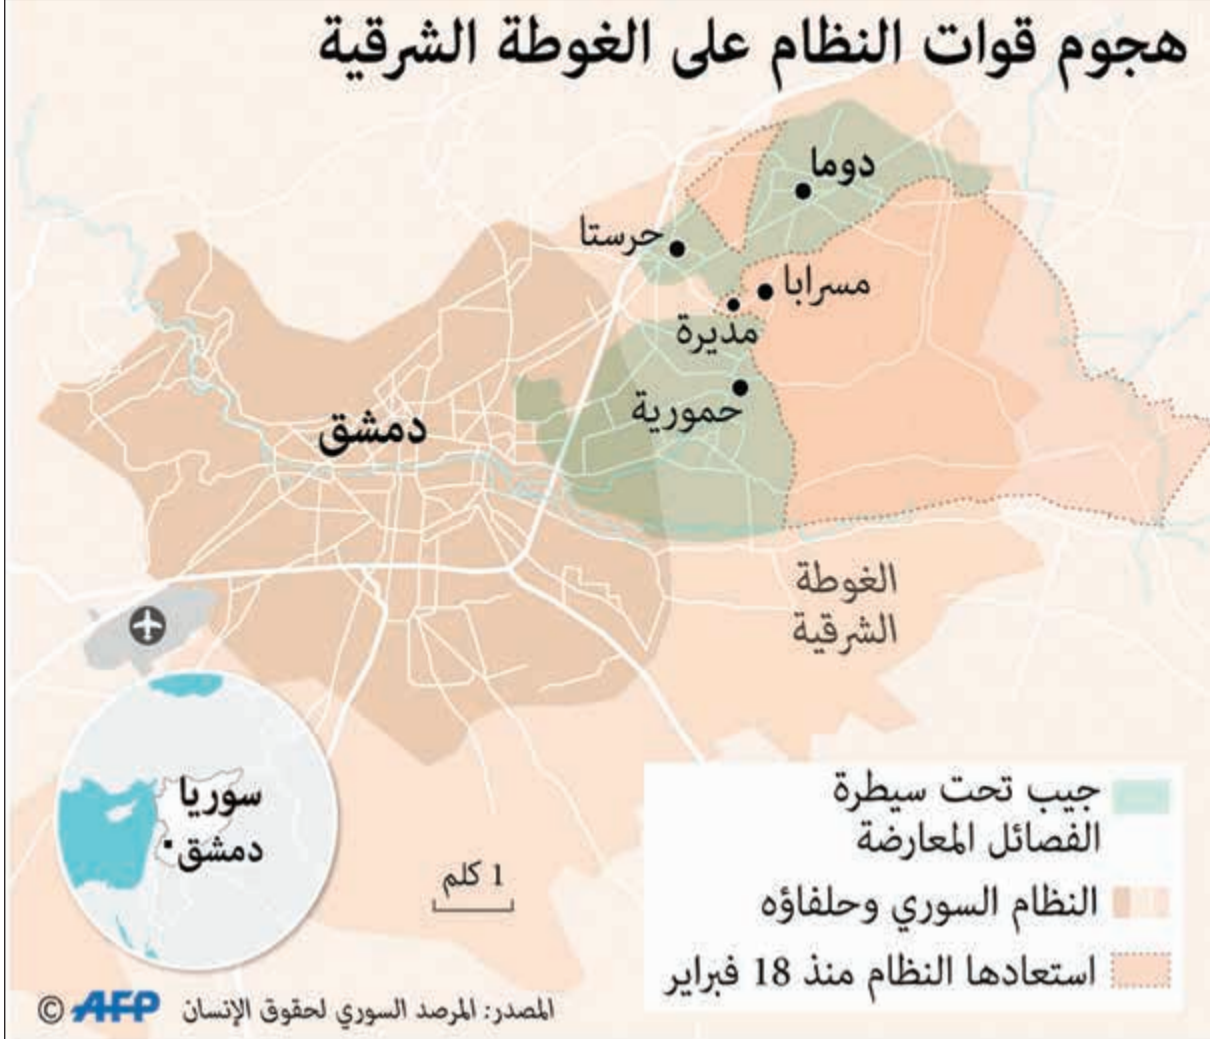 هجوم قوات النظام على الغوطة الشرقية
دوما
حرستا
مسرابا
مديرة
حمورية
دمشق
الغوطة
الشرقية
سوريا
دمشق
1 كلم
جيب تحت سيطرة
الفصائل المعارضة
النظام السوري وحلفاؤه
استعادها النظام منذ 18 فبراير
المصدر: المرصد السوري لحقوق الإنسان
AFP ©